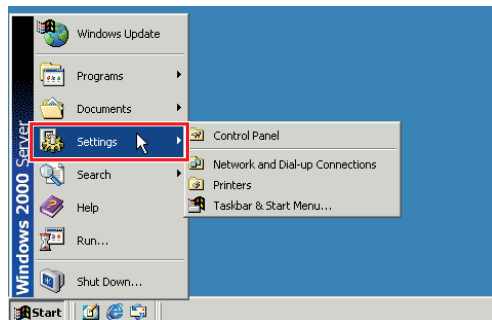 Windows Update
Programs
Documents
Settings
Search
Help
Run...
Shut Down...
Windows 2000 Server
Control Panel
Network and Dial-up Connections
Printers
Taskbar & Start Menu...
Start